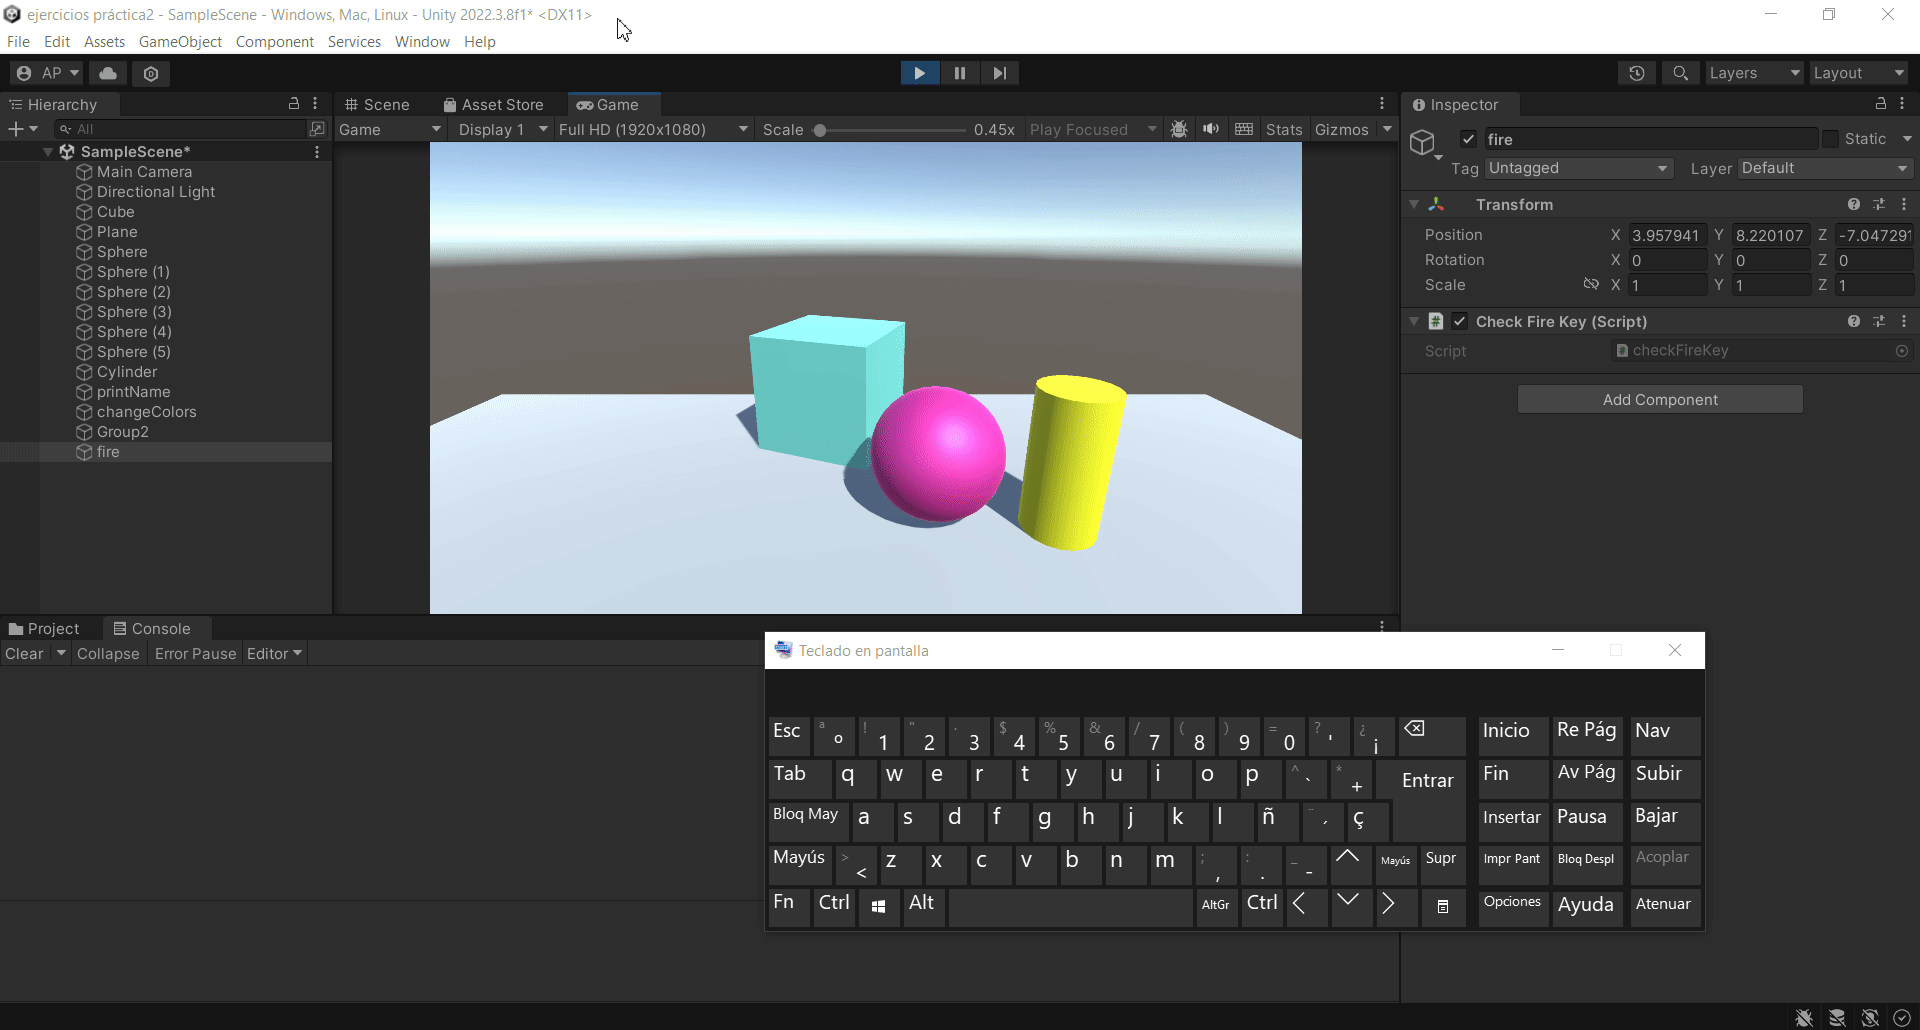 ejercicios práctica2 - SampleScene - Windows, Mac, Linux - Unity 2022.3.8f1* <DX11>
File Edit Assets GameObject Component Services Window Help
AP Layers Layout
Hierarchy
All
SampleScene*
Main Camera
Directional Light
Cube
Plane
Sphere
Sphere (1)
Sphere (2)
Sphere (3)
Sphere (4)
Sphere (5)
Cylinder
printName
changeColors
Group2
fire
Scene Asset Store Game
Game Display 1 Full HD (1920x1080) Scale 0.45x Play Focused Stats Gizmos
Inspector
fire Static
Tag Untagged Layer Default
Transform
Position X 3.957941 Y 8.220107 Z -7.047291
Rotation X 0 Y 0 Z 0
Scale X 1 Y 1 Z 1
# Check Fire Key (Script)
Script checkFireKey
Add Component
Project Console
Clear Collapse Error Pause Editor
Teclado en pantalla
Esc ª º ! 1 " 2 · 3 $ 4 % 5 & 6 / 7 ( 8 ) 9 = 0 ? ' ¿ ¡ Inicio Re Pág Nav
Tab q w e r t y u i o p ^ ` * + Entrar Fin Av Pág Subir
Bloq May a s d f g h j k l ñ ¨ ´ ç Insertar Pausa Bajar
Mayús > < z x c v b n m ; , : . _ - Mayús Supr Impr Pant Bloq Despl Acoplar
Fn Ctrl Alt AltGr Ctrl Opciones Ayuda Atenuar